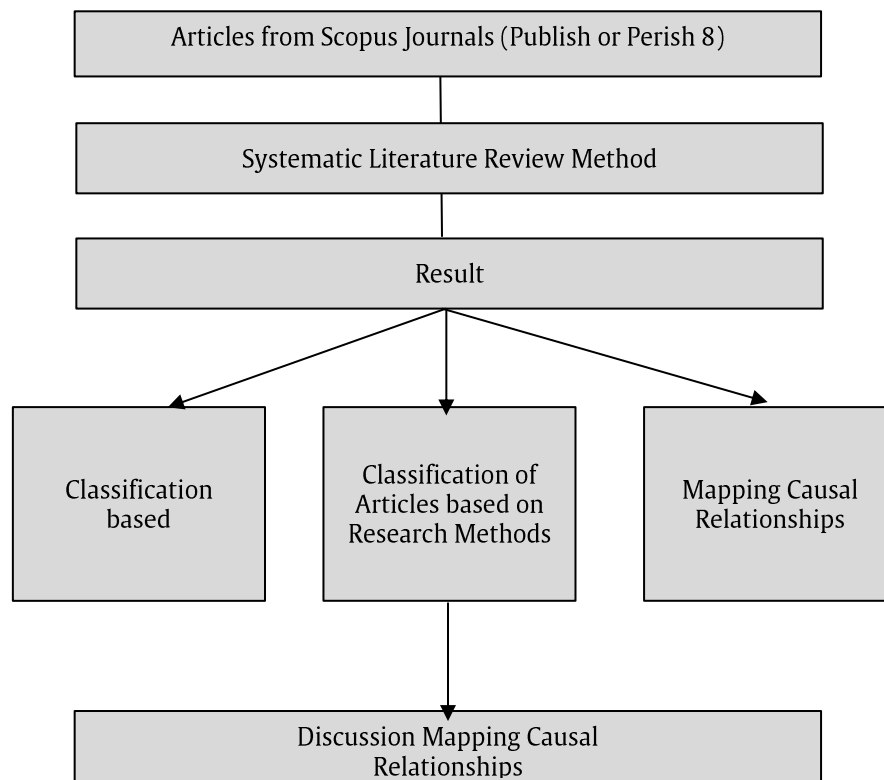 Articles from Scopus Journals (Publish or Perish 8)
Systematic Literature Review Method
Result
Classification
based
Classification of
Articles based on
Research Methods
Mapping Causal
Relationships
Discussion Mapping Causal
Relationships